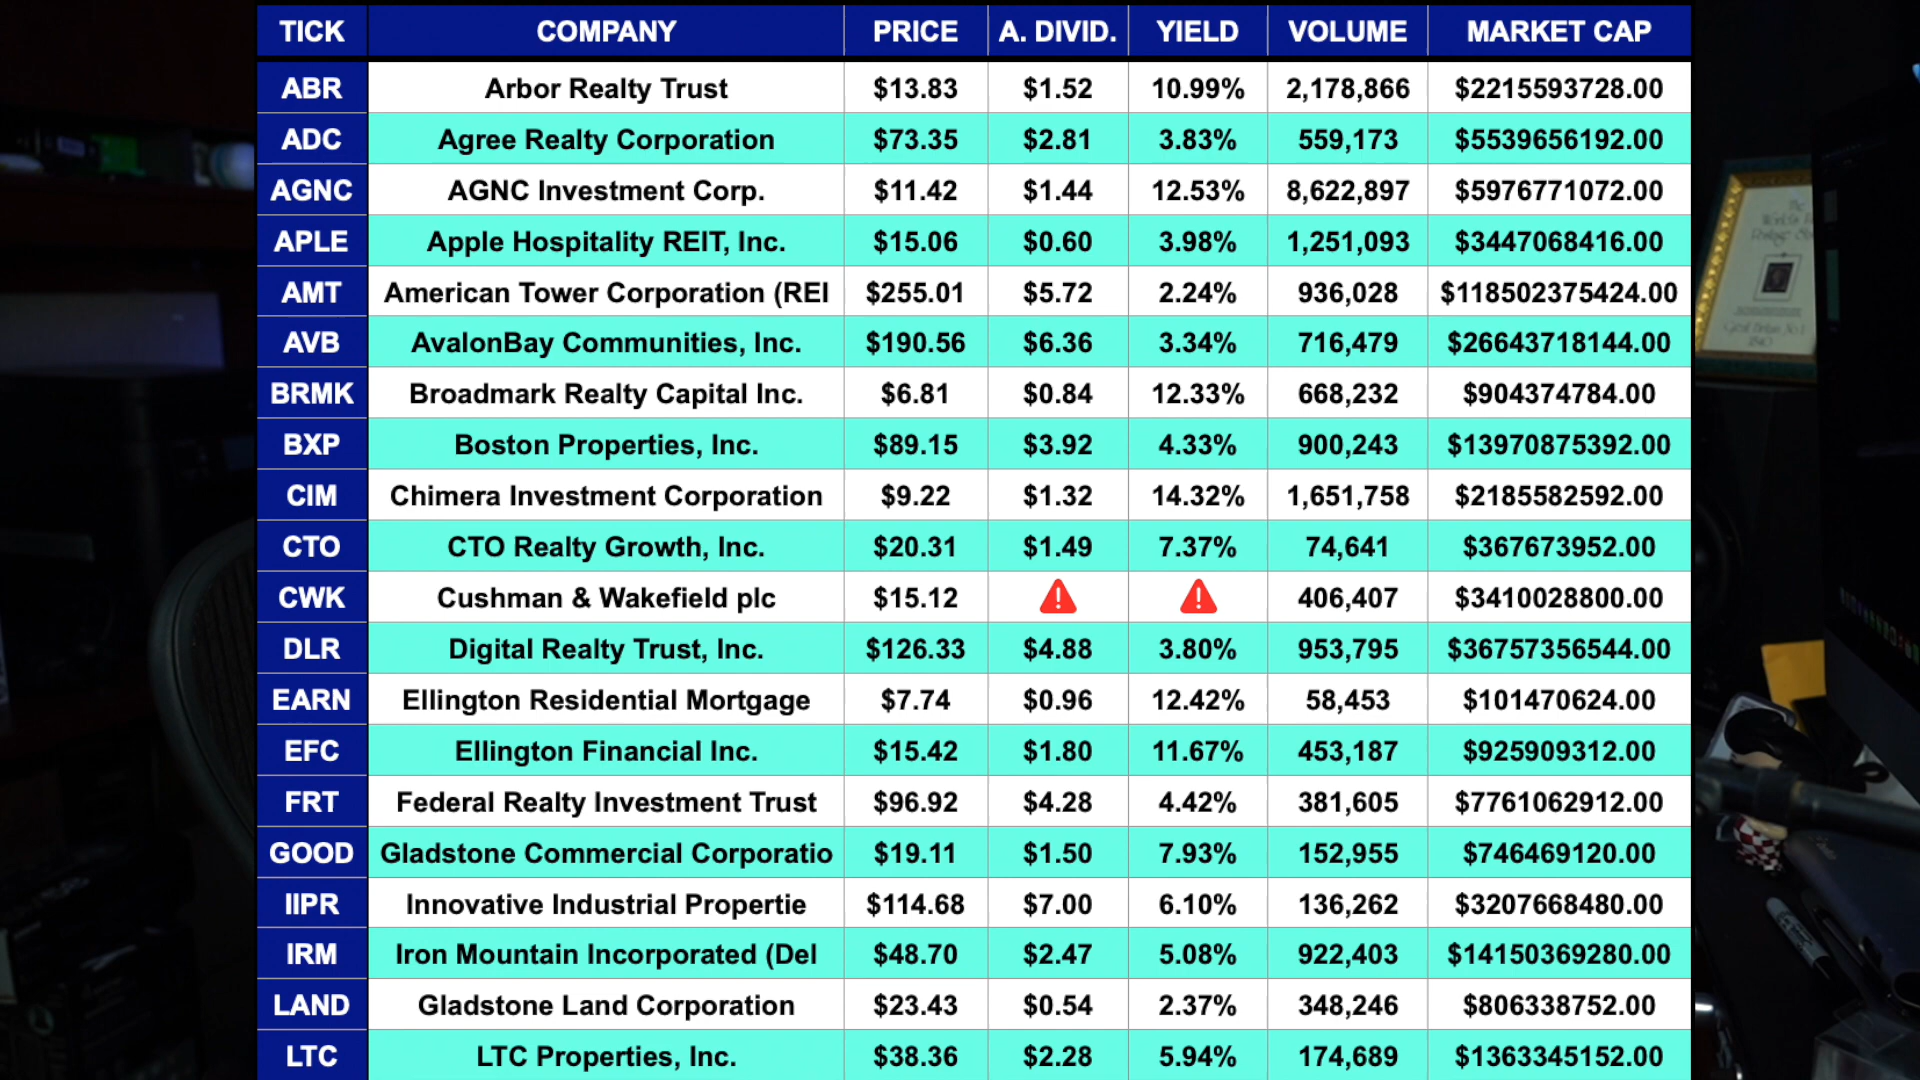 TICK COMPANY PRICE A. DIVID. YIELD VOLUME MARKET CAP
ABR Arbor Realty Trust $13.83 $1.52 10.99% 2,178,866 $2215593728.00
ADC Agree Realty Corporation $73.35 $2.81 3.83% 559,173 $5539656192.00
AGNC AGNC Investment Corp. $11.42 $1.44 12.53% 8,622,897 $5976771072.00
APLE Apple Hospitality REIT, Inc. $15.06 $0.60 3.98% 1,251,093 $3447068416.00
AMT American Tower Corporation (REI $255.01 $5.72 2.24% 936,028 $118502375424.00
AVB AvalonBay Communities, Inc. $190.56 $6.36 3.34% 716,479 $26643718144.00
BRMK Broadmark Realty Capital Inc. $6.81 $0.84 12.33% 668,232 $904374784.00
BXP Boston Properties, Inc. $89.15 $3.92 4.33% 900,243 $13970875392.00
CIM Chimera Investment Corporation $9.22 $1.32 14.32% 1,651,758 $2185582592.00
CTO CTO Realty Growth, Inc. $20.31 $1.49 7.37% 74,641 $367673952.00
CWK Cushman & Wakefield plc $15.12 406,407 $3410028800.00
DLR Digital Realty Trust, Inc. $126.33 $4.88 3.80% 953,795 $36757356544.00
EARN Ellington Residential Mortgage $7.74 $0.96 12.42% 58,453 $101470624.00
EFC Ellington Financial Inc. $15.42 $1.80 11.67% 453,187 $925909312.00
FRT Federal Realty Investment Trust $96.92 $4.28 4.42% 381,605 $7761062912.00
GOOD Gladstone Commercial Corporatio $19.11 $1.50 7.93% 152,955 $746469120.00
IIPR Innovative Industrial Propertie $114.68 $7.00 6.10% 136,262 $3207668480.00
IRM Iron Mountain Incorporated (Del $48.70 $2.47 5.08% 922,403 $14150369280.00
LAND Gladstone Land Corporation $23.43 $0.54 2.37% 348,246 $806338752.00
LTC LTC Properties, Inc. $38.36 $2.28 5.94% 174,689 $1363345152.00